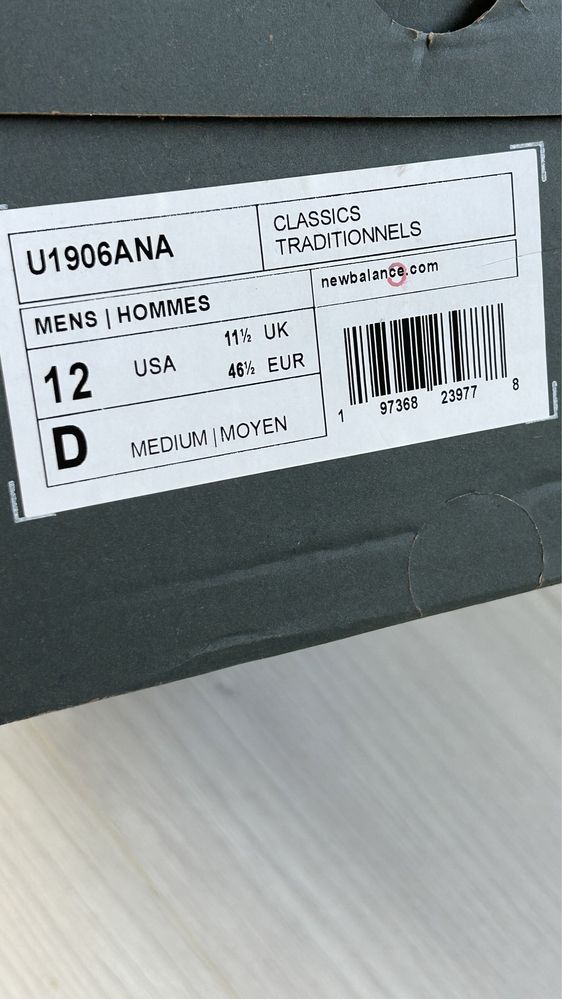 U1906ANA
CLASSICS
TRADITIONNELS
newbalance.com
MENS | HOMMES
12 USA 11½ UK
46½ EUR
D MEDIUM | MOYEN
1 97368 23977 8